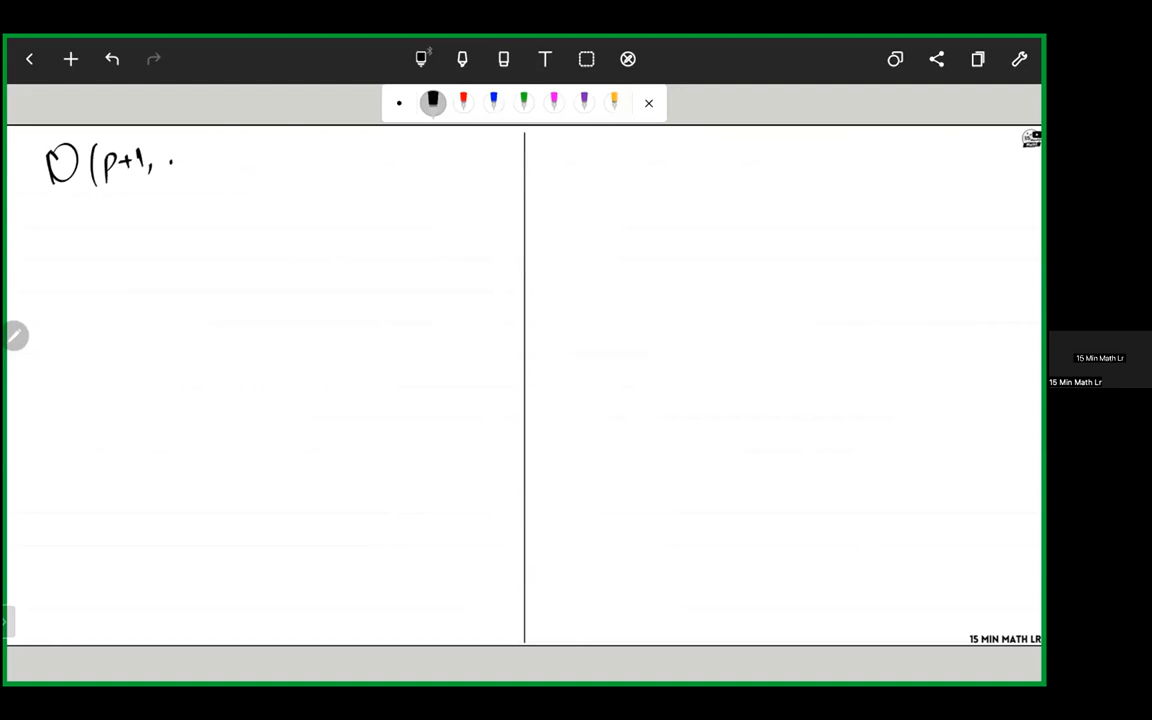 T
D(p+1, .
15 Min Math Lr
15 Min Math Lr
15 MIN MATH LR